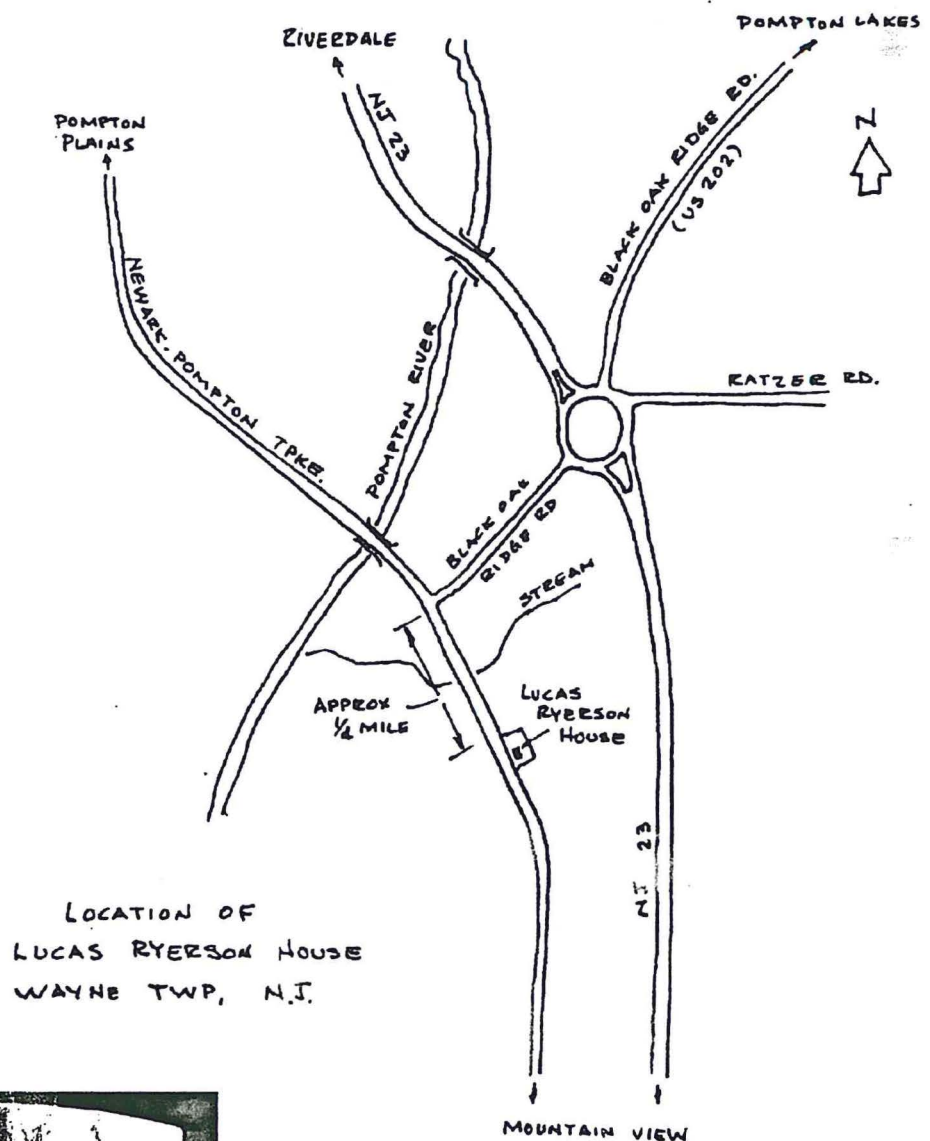 POMPTON LAKES
RIVERDALE
NJ 23
BLACK OAK RIDGE RD.
(US 202)
N
POMPTON
PLAINS
NEWARK. POMPTON TPKE.
POMPTON RIVER
RATZER RD.
BLACK OAK
RIDGE RD
STREAM
APPROX
1/2 MILE
LUCAS
RYERSON
HOUSE
NJ 23
LOCATION OF
LUCAS RYERSON HOUSE
WAYNE TWP, N.J.
MOUNTAIN VIEW